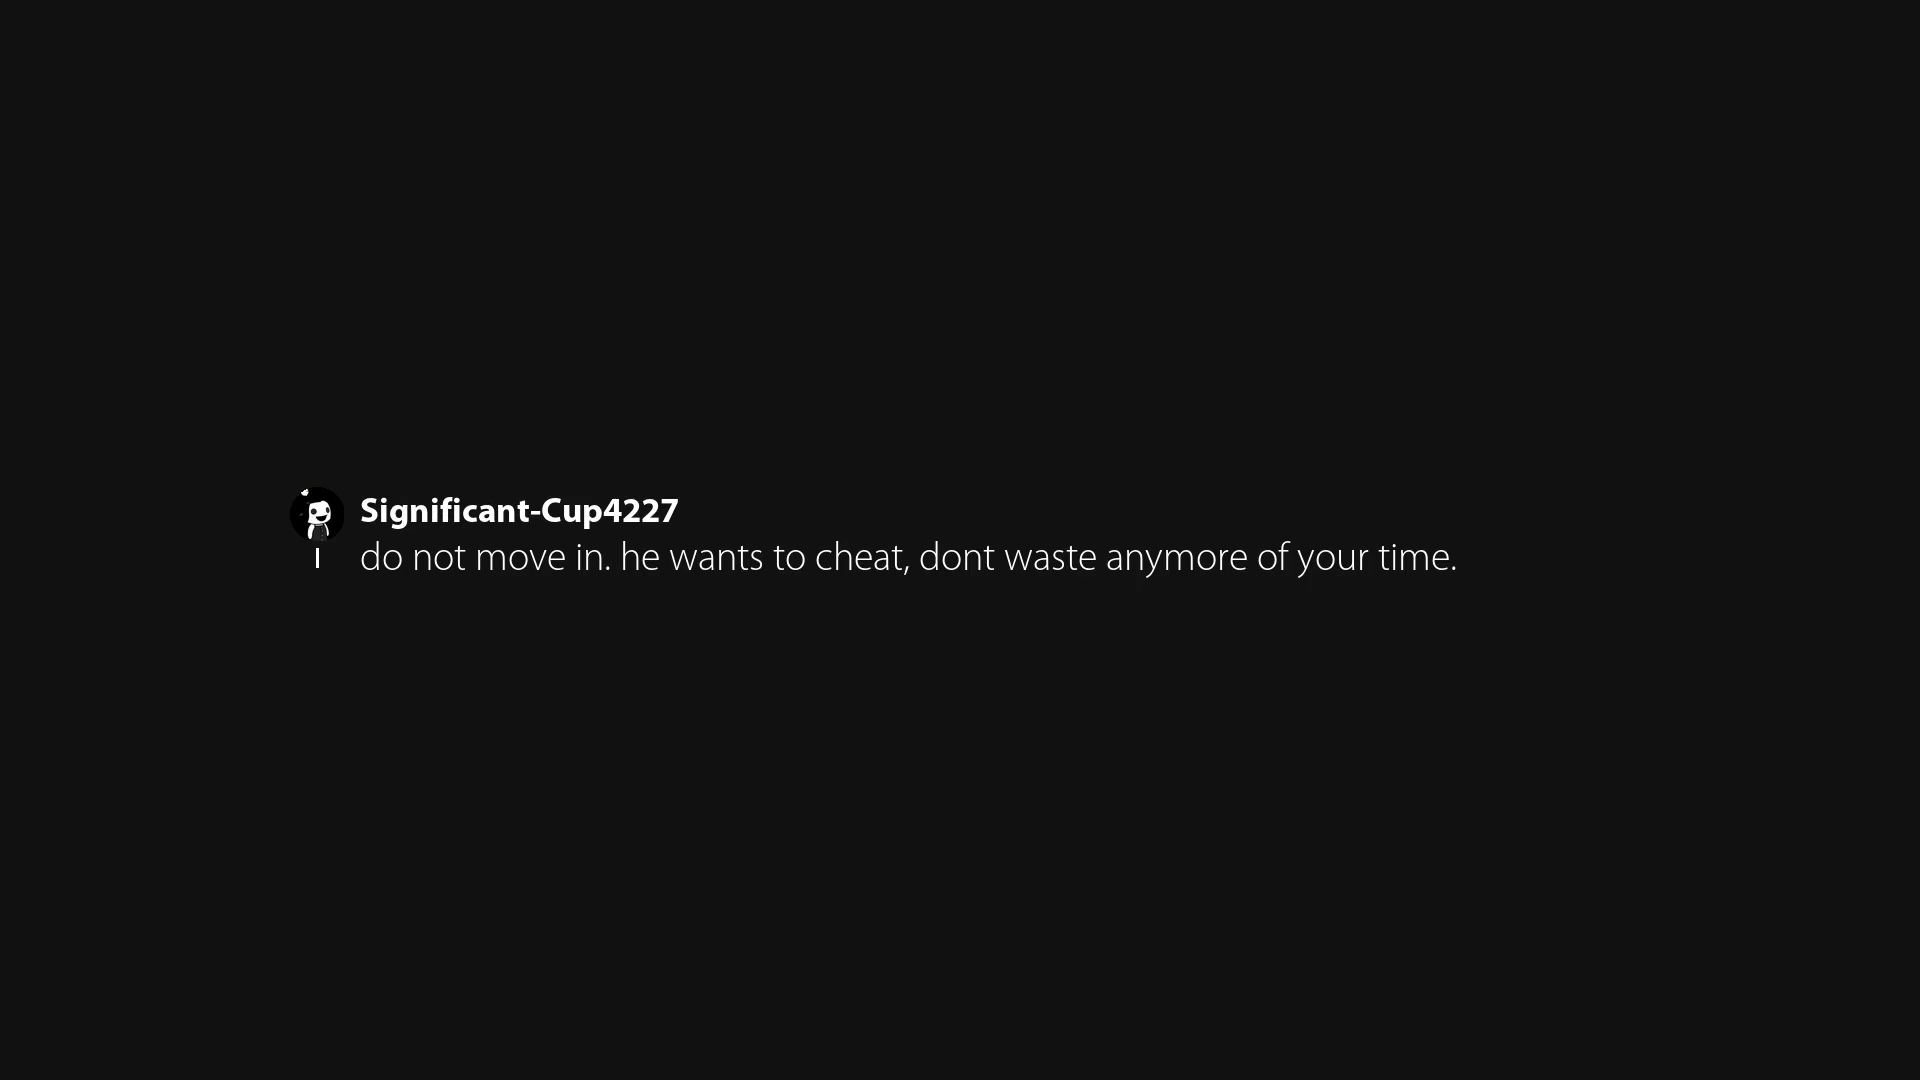 Significant-Cup4227
do not move in. he wants to cheat, dont waste anymore of your time.